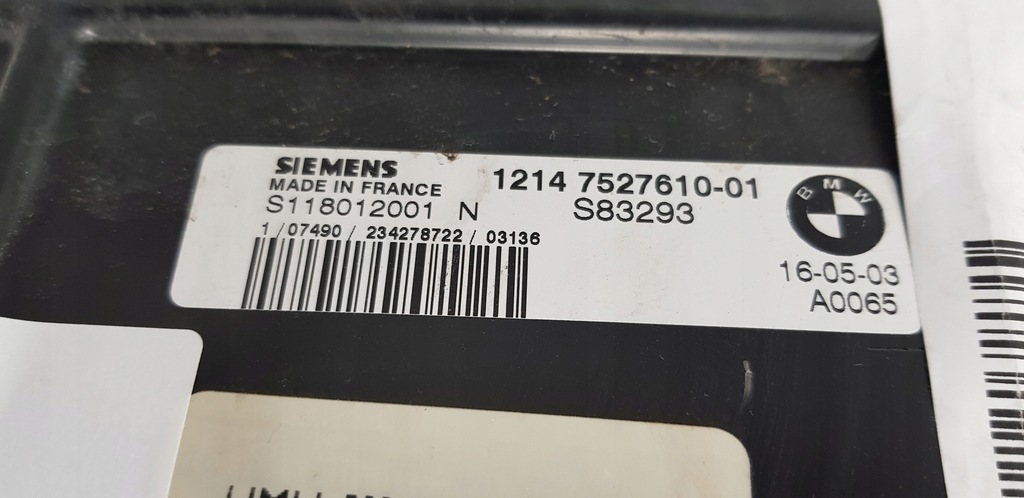 SIEMENS
MADE IN FRANCE
S118012001 N
1214 7527610-01
S83293
1/07490/234278722/03136
BMW
16-05-03
A0065